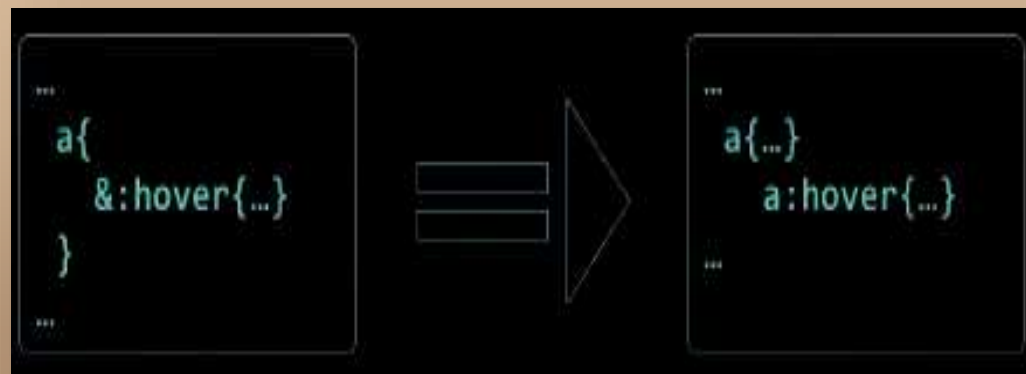 …
a{
&:hover{…}
}
…
…
a{…}
a:hover{…}
…